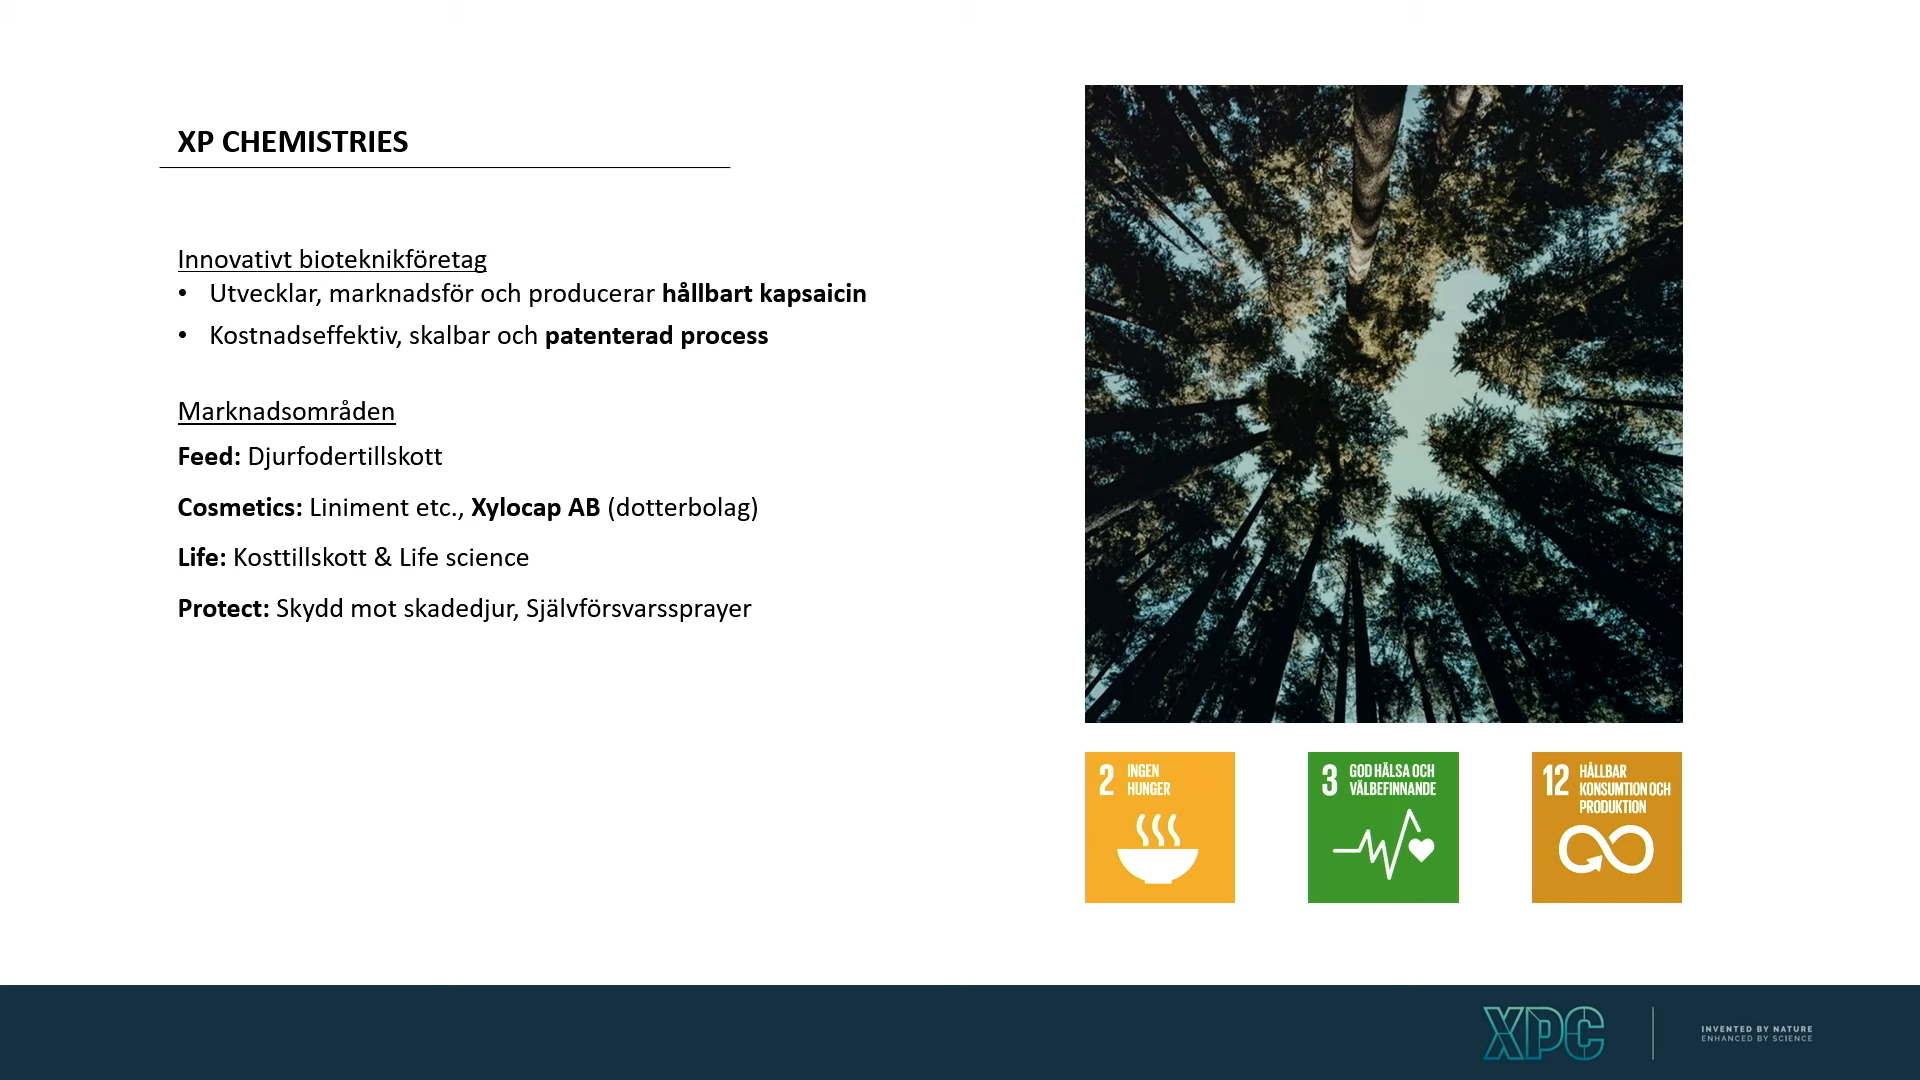 XP CHEMISTRIES
Innovativt bioteknikföretag
• Utvecklar, marknadsför och producerar hållbart kapsaicin
• Kostnadseffektiv, skalbar och patenterad process
Marknadsområden
Feed: Djurfodertillskott
Cosmetics: Liniment etc., Xylocap AB (dotterbolag)
Life: Kosttillskott & Life science
Protect: Skydd mot skadedjur, Självförsvarssprayer
2 INGEN
HUNGER
3 GOD HÄLSA OCH
VÄLBEFINNANDE
12 HÅLLBAR
KONSUMTION OCH
PRODUKTION
XPC
INVENTED BY NATURE
ENHANCED BY SCIENCE